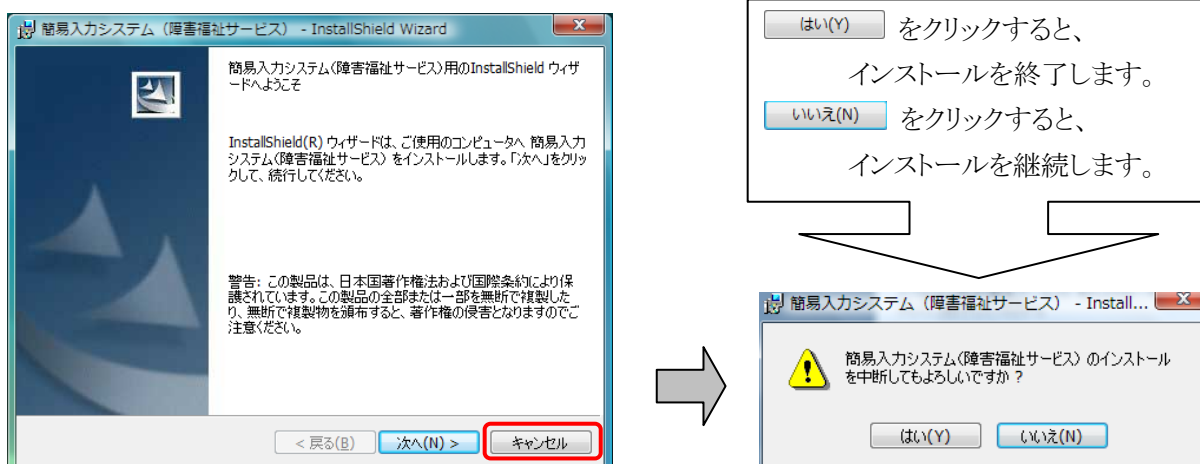 簡易入力システム（障害福祉サービス） - InstallShield Wizard
簡易入力システム(障害福祉サービス)用のInstallShield ウィザ
ードへようこそ
InstallShield(R) ウィザードは、ご使用のコンピュータへ 簡易入力
システム(障害福祉サービス) をインストールします。「次へ」をクリッ
クして、続行してください。
警告: この製品は、日本国著作権法および国際条約により保
護されています。この製品の全部または一部を無断で複製した
り、無断で複製物を頒布すると、著作権の侵害となりますのでご
注意ください。
< 戻る(B)
次へ(N) >
キャンセル
はい(Y) をクリックすると、
インストールを終了します。
いいえ(N) をクリックすると、
インストールを継続します。
簡易入力システム（障害福祉サービス） - Install...
簡易入力システム(障害福祉サービス) のインストール
を中断してもよろしいですか ?
はい(Y)
いいえ(N)